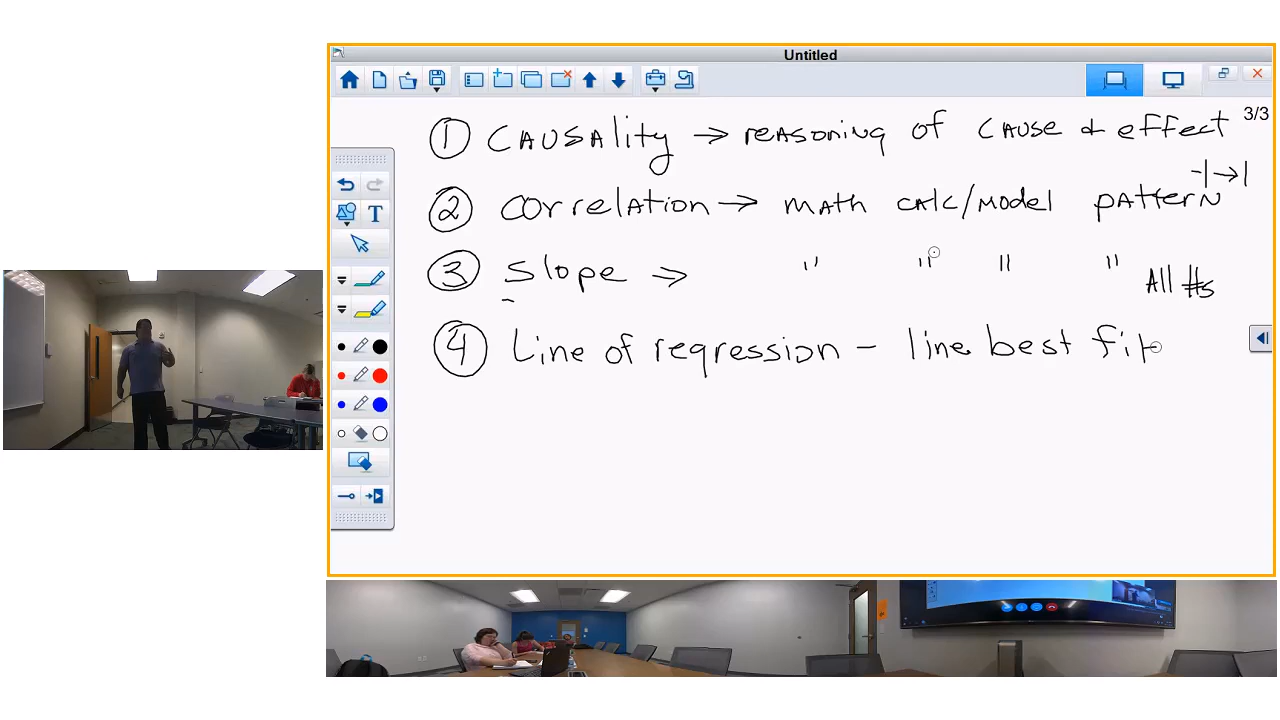 Untitled
3/3
① CAUSALITY → reasoning of cause & effect
-1→1
② correlation → math calc/model pattern
③ slope → " " " " All #s
T
④ Line of regression - line best fit